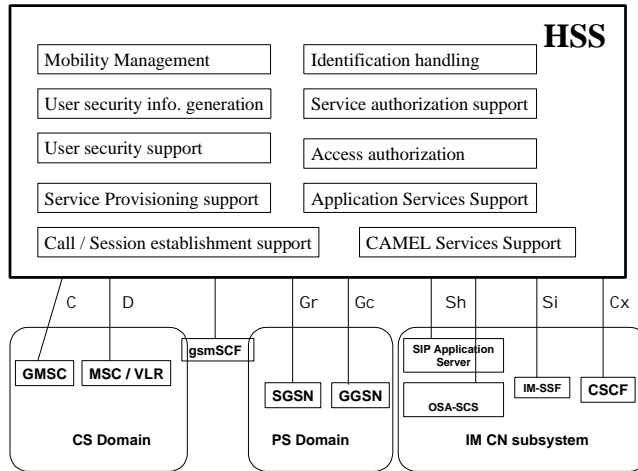 HSS
Mobility Management
Identification handling
User security info. generation
Service authorization support
User security support
Access authorization
Service Provisioning support
Application Services Support
Call / Session establishment support
CAMEL Services Support
C
D
Gr
Gc
Sh
Si
Cx
gsmSCF
SIP Application
Server
GMSC
MSC / VLR
SGSN
GGSN
IM-SSF
CSCF
OSA-SCS
CS Domain
PS Domain
IM CN subsystem